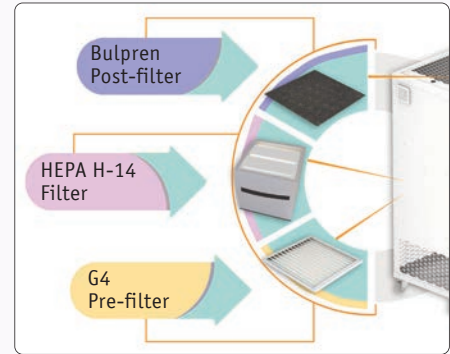 Bulpren
Post-filter
HEPA H-14
Filter
G4
Pre-filter